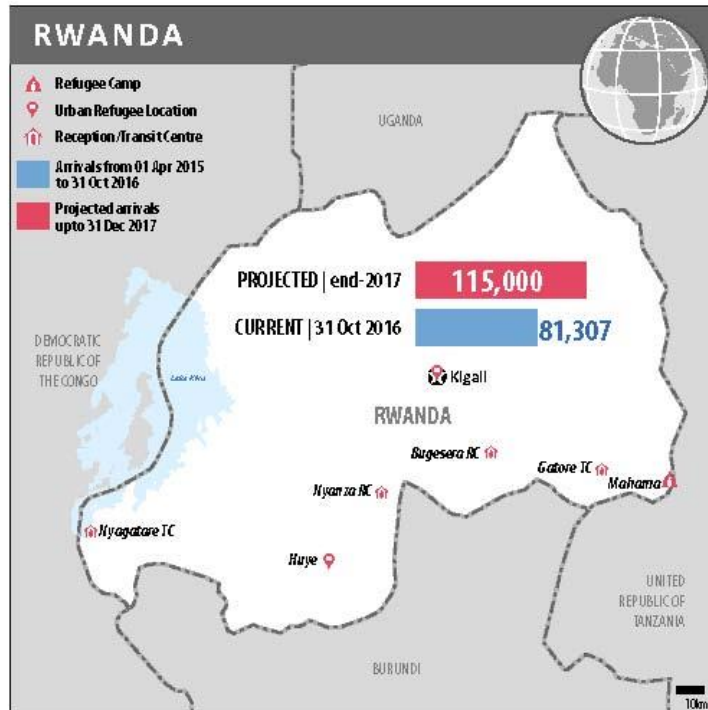 RWANDA
Refugee Camp
Urban Refugee Location
Reception/Transit Centre
Arrivals from 01 Apr 2015
to 31 Oct 2016
Projected arrivals
upto 31 Dec 2017
UGANDA
PROJECTED | end-2017
115,000
CURRENT | 31 Oct 2016
81,307
DEMOCRATIC
REPUBLIC OF
THE CONGO
Lake Kivu
Kigali
RWANDA
Bugesera RC
Gatore TC
Mahama
Nyanza RC
Nyagatare TC
Huye
UNITED
REPUBLIC OF
TANZANIA
BURUNDI
10km